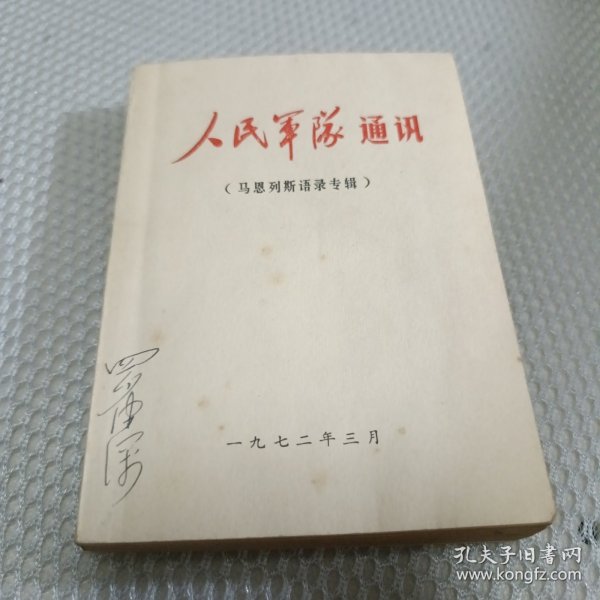 人民军隊 通讯
（马恩列斯语录专辑）
一九七二年三月
孔夫子旧书网
www.kongfz.com